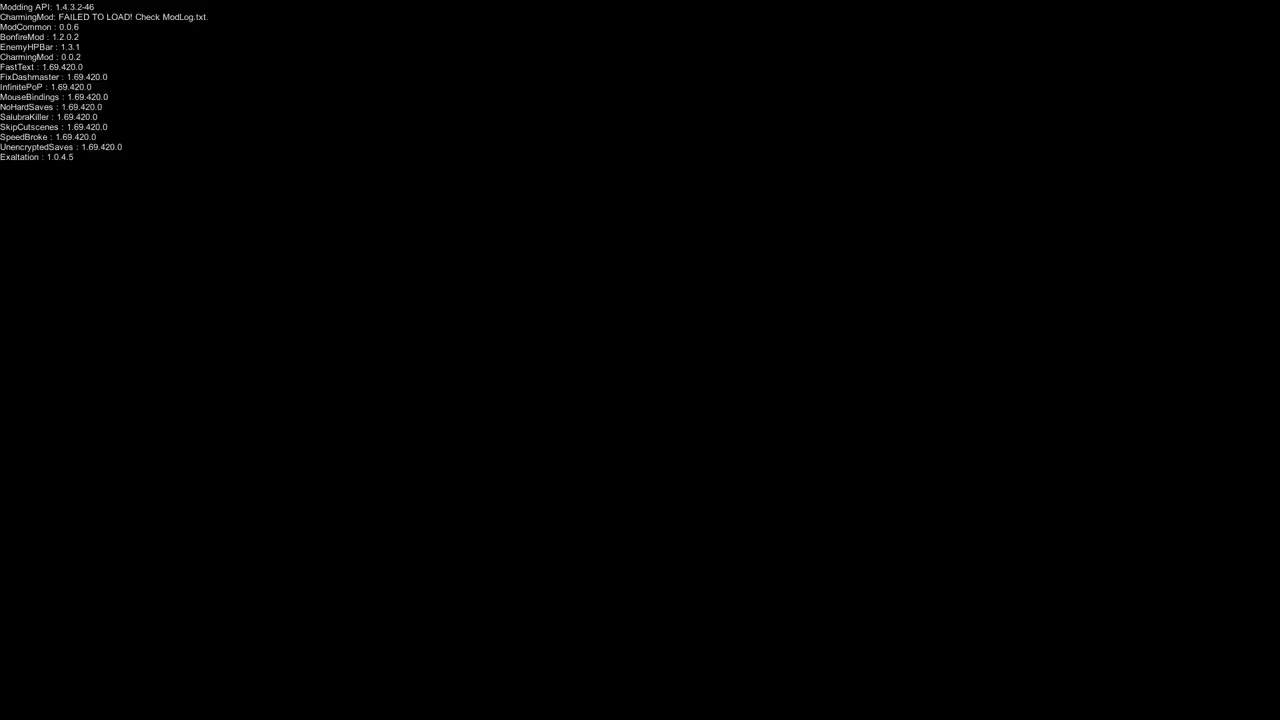 Modding API: 1.4.3.2-46
CharmingMod: FAILED TO LOAD! Check ModLog.txt.
ModCommon : 0.0.6
BonfireMod : 1.2.0.2
EnemyHPBar : 1.3.1
CharmingMod : 0.0.2
FastText : 1.69.420.0
FixDashmaster : 1.69.420.0
InfinitePoP : 1.69.420.0
MouseBindings : 1.69.420.0
NoHardSaves : 1.69.420.0
SalubraKiller : 1.69.420.0
SkipCutscenes : 1.69.420.0
SpeedBroke : 1.69.420.0
UnencryptedSaves : 1.69.420.0
Exaltation : 1.0.4.5